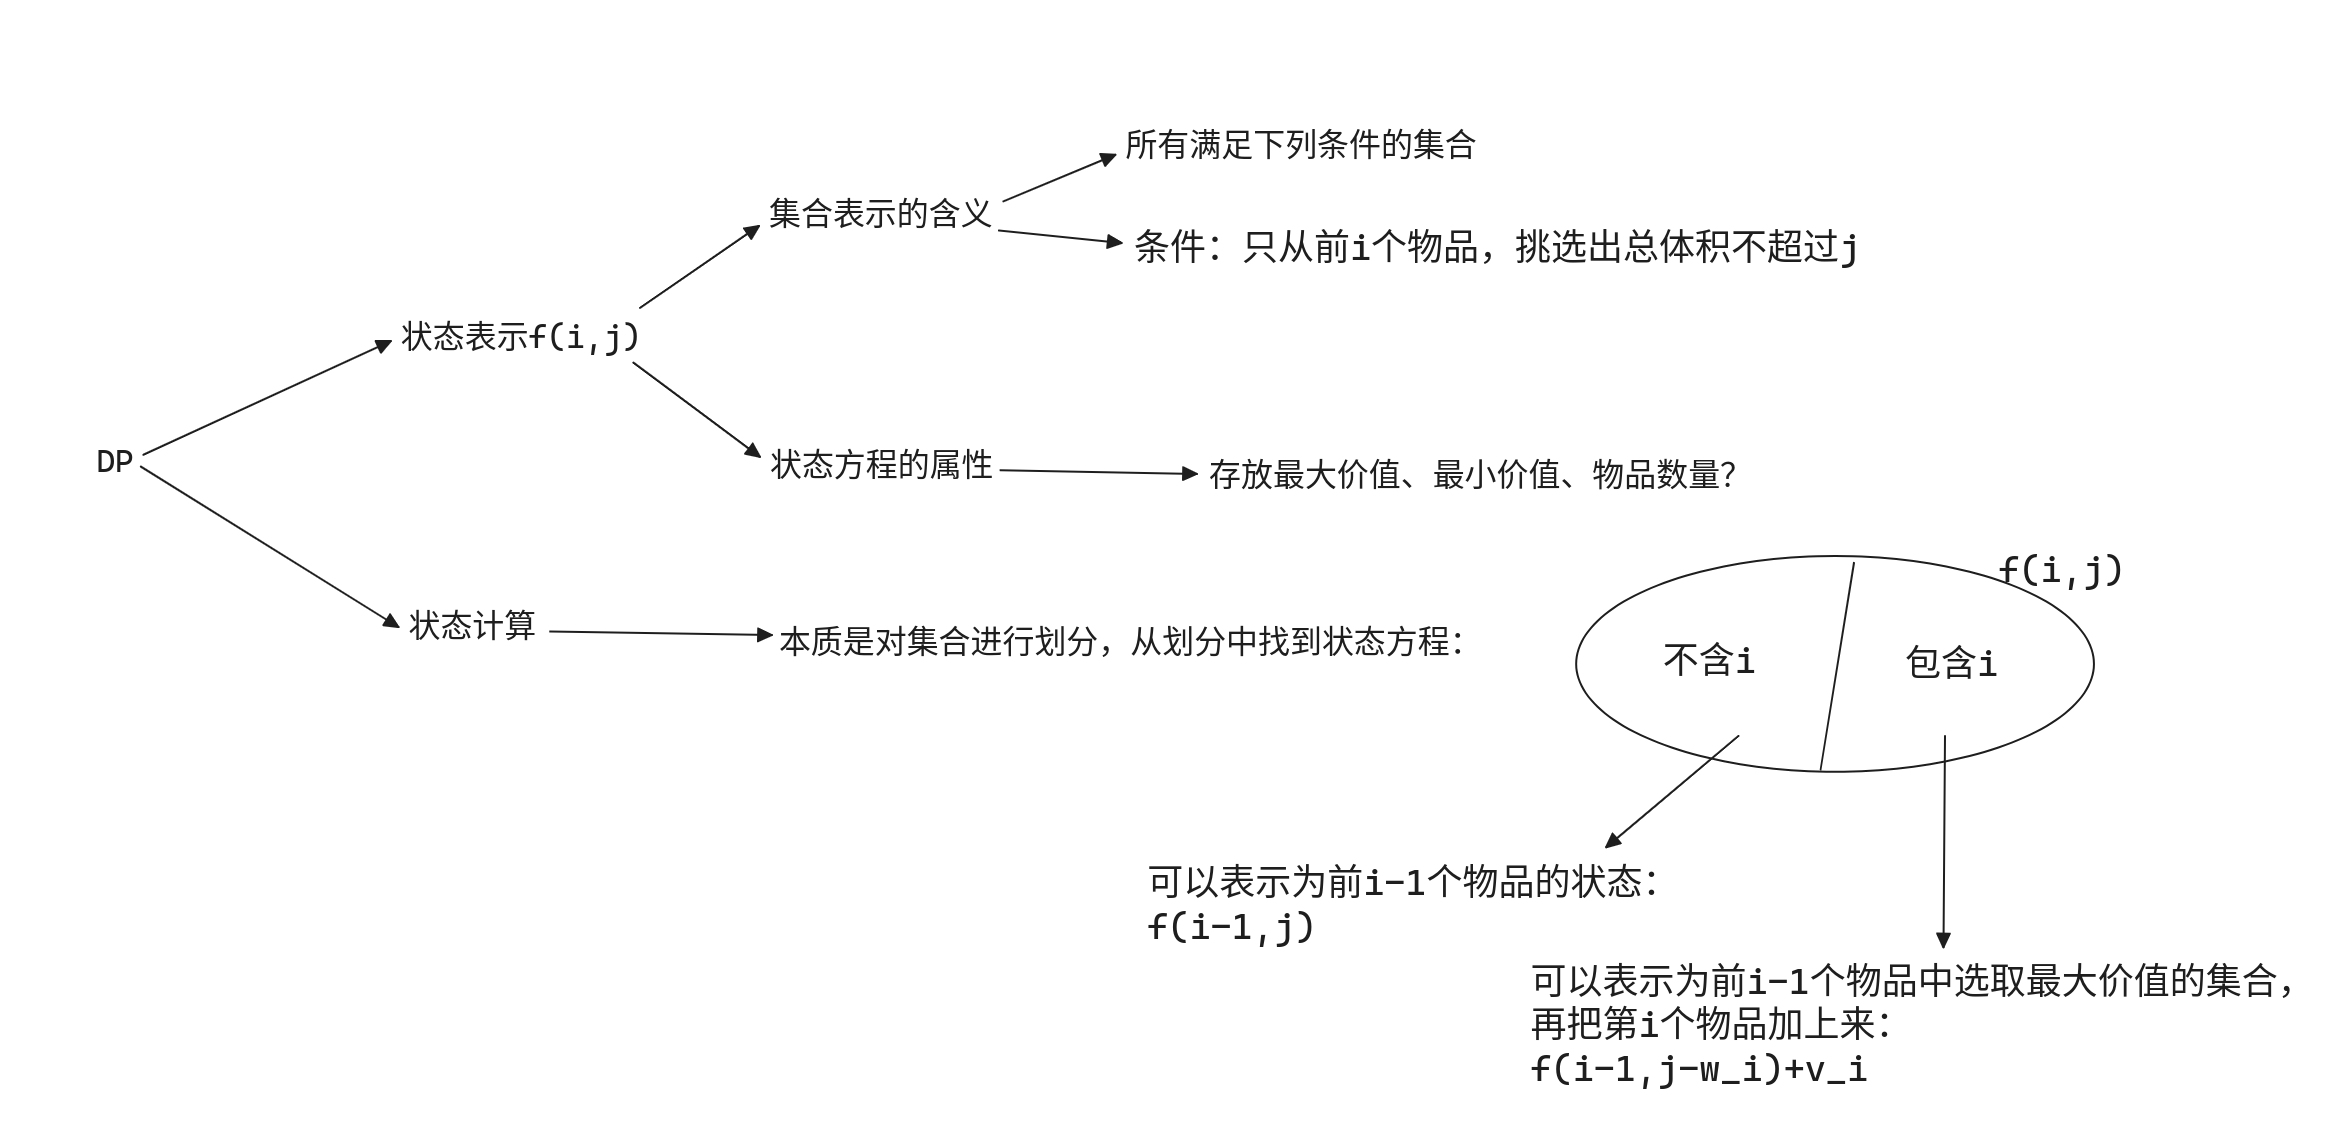 所有满足下列条件的集合
集合表示的含义
条件：只从前i个物品，挑选出总体积不超过j
状态表示f(i,j)
DP
状态方程的属性
存放最大价值、最小价值、物品数量？
f(i,j)
状态计算
本质是对集合进行划分，从划分中找到状态方程：
不含i
包含i
可以表示为前i-1个物品的状态：
f(i-1,j)
可以表示为前i-1个物品中选取最大价值的集合，
再把第i个物品加上来：
f(i-1,j-w_i)+v_i